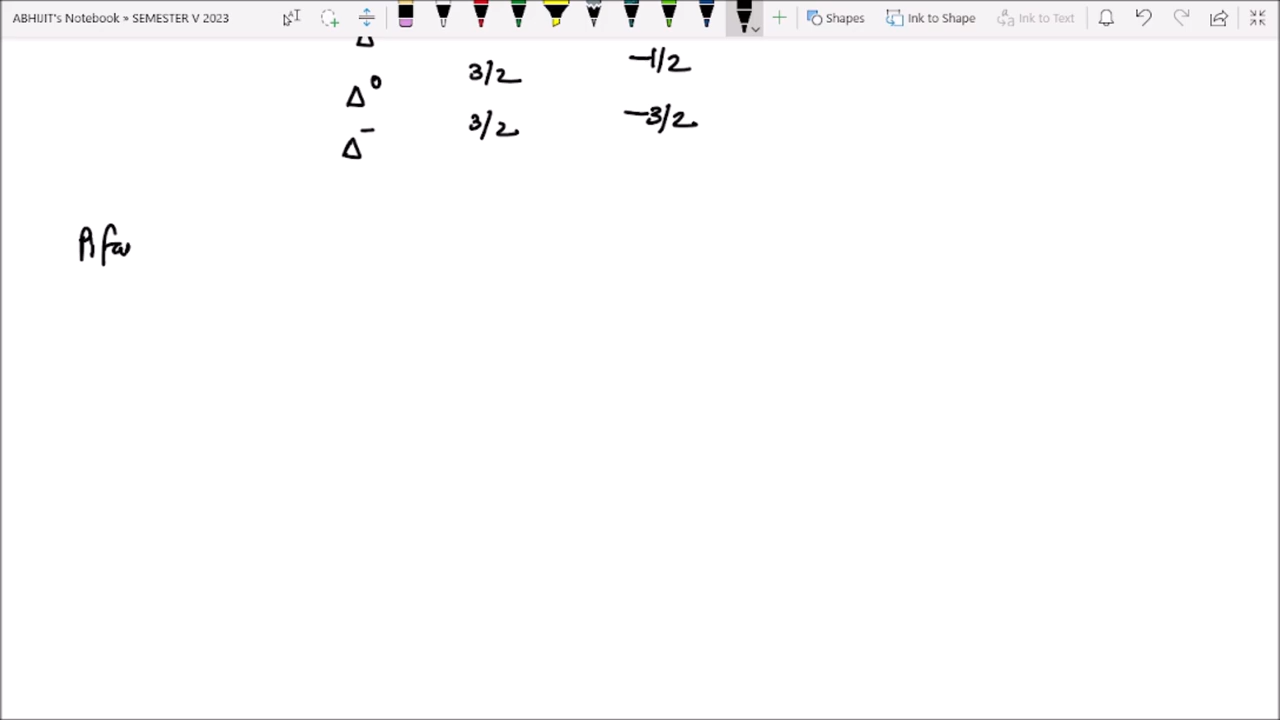 ABHIJIT's Notebook » SEMESTER V 2023
Shapes
Ink to Shape
Ink to Text
Δ
Δ⁰ 3/2 -1/2
Δ⁻ 3/2 -3/2
A fa